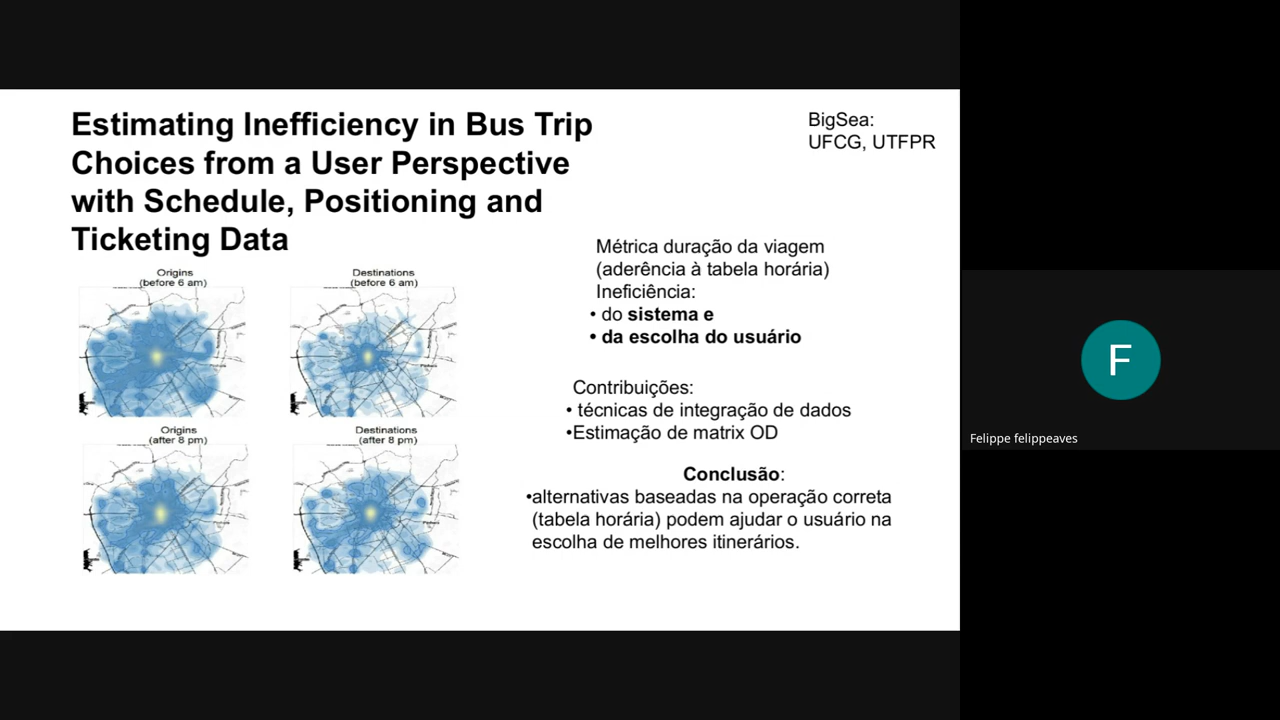 Estimating Inefficiency in Bus Trip
Choices from a User Perspective
with Schedule, Positioning and
Ticketing Data
BigSea:
UFCG, UTFPR
Métrica duração da viagem
(aderência à tabela horária)
Ineficiência:
• do sistema e
• da escolha do usuário
Contribuições:
• técnicas de integração de dados
•Estimação de matrix OD
Conclusão:
•alternativas baseadas na operação correta
(tabela horária) podem ajudar o usuário na
escolha de melhores itinerários.
Origins
(before 6 am)
Destinations
(before 6 am)
Origins
(after 8 pm)
Destinations
(after 8 pm)
F
Felippe felippeaves